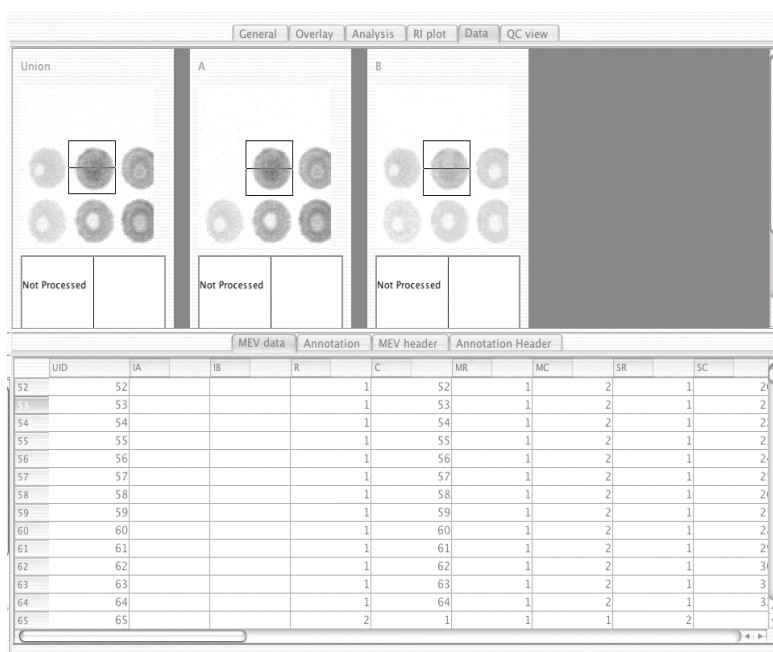 General Overlay Analysis RI plot Data QC view
Union A B
Not Processed Not Processed Not Processed
MEV data Annotation MEV header Annotation Header
UID IA IB R C MR MC SR SC
52 52 1 52 1 2 1
53 53 1 53 1 2 1
54 54 1 54 1 2 1
55 55 1 55 1 2 1
56 56 1 56 1 2 1
57 57 1 57 1 2 1
58 58 1 58 1 2 1
59 59 1 59 1 2 1
60 60 1 60 1 2 1
61 61 1 61 1 2 1
62 62 1 62 1 2 1
63 63 1 63 1 2 1
64 64 1 64 1 2 1
65 65 2 1 1 1 2